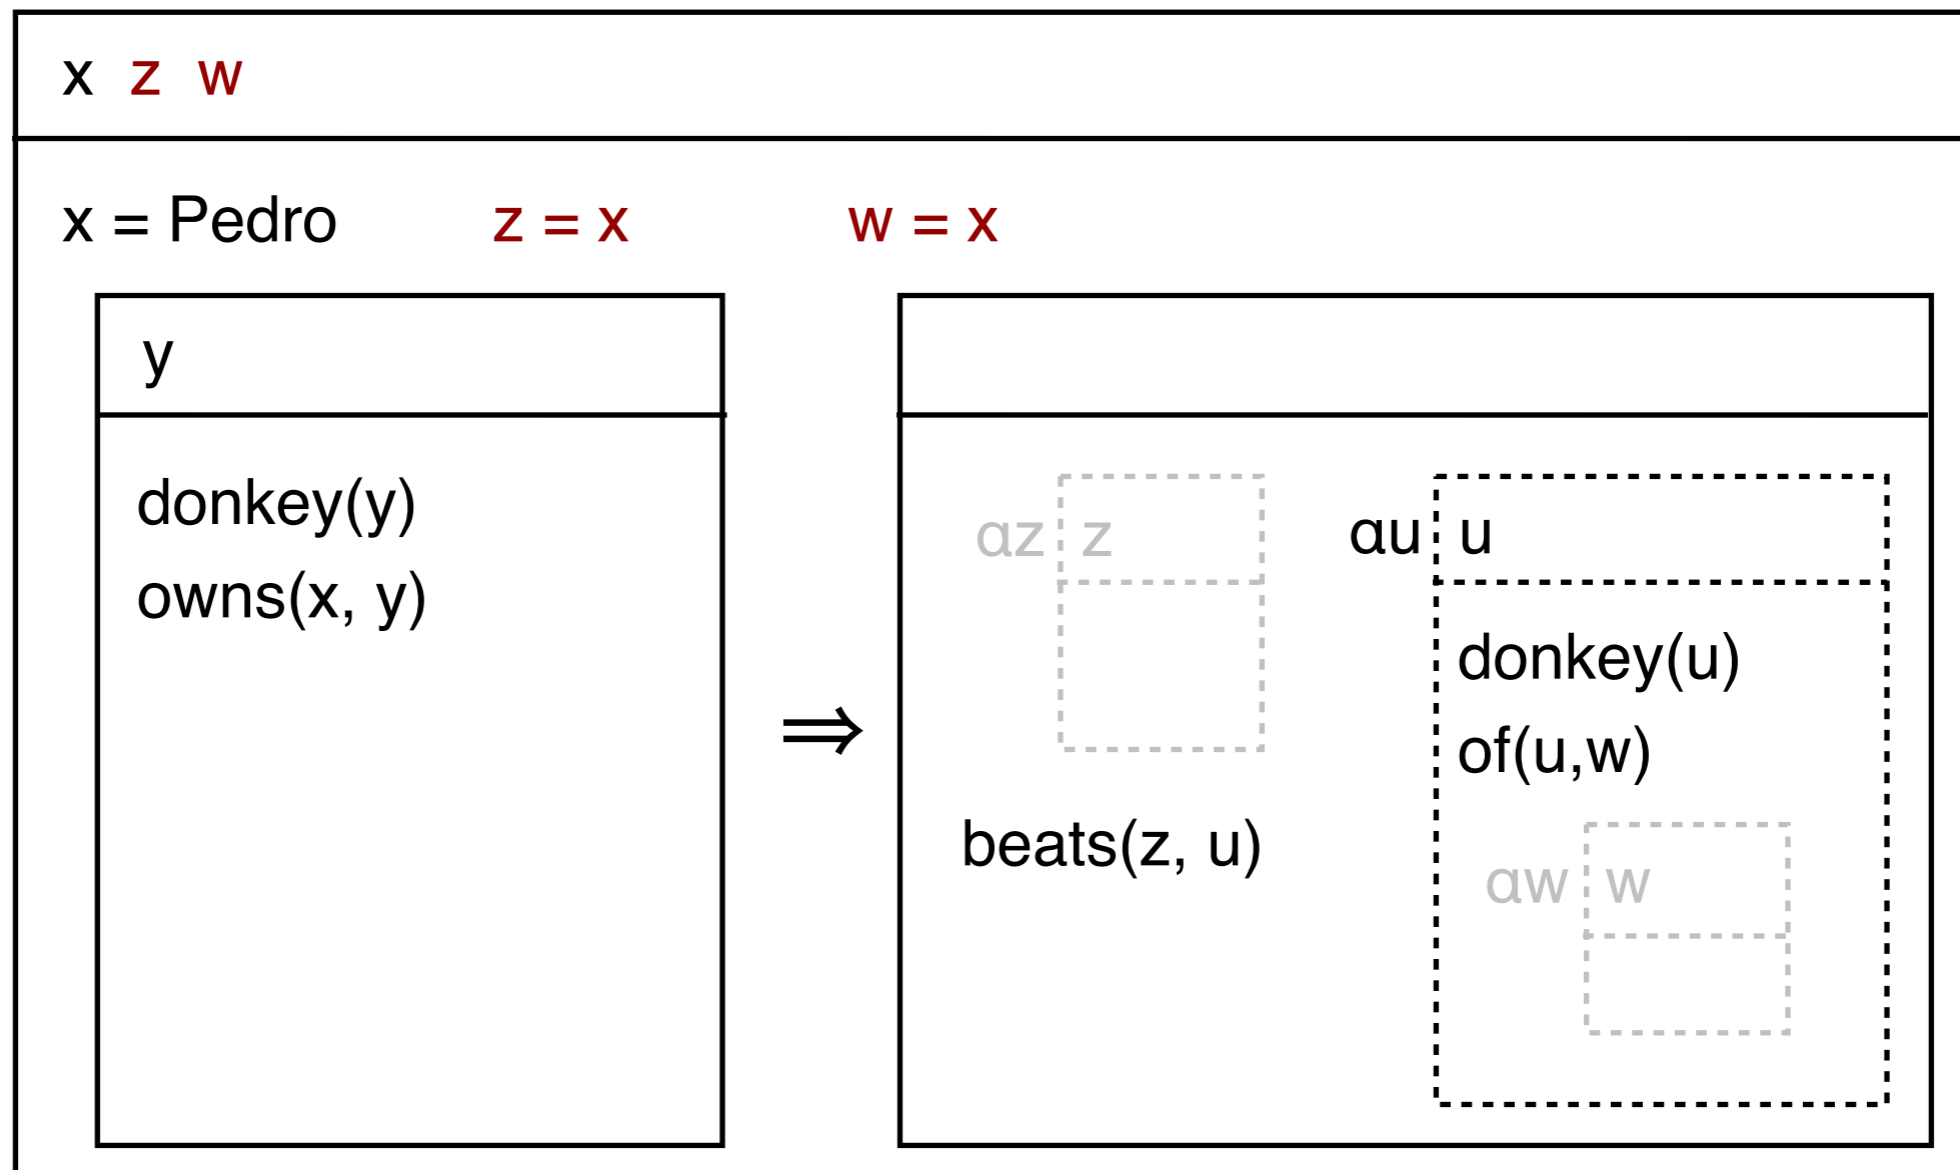 x z w
x = Pedro z = x w = x
y
donkey(y)
owns(x, y)
⇒
αz z
αu u
donkey(u)
of(u,w)
beats(z, u)
αw w